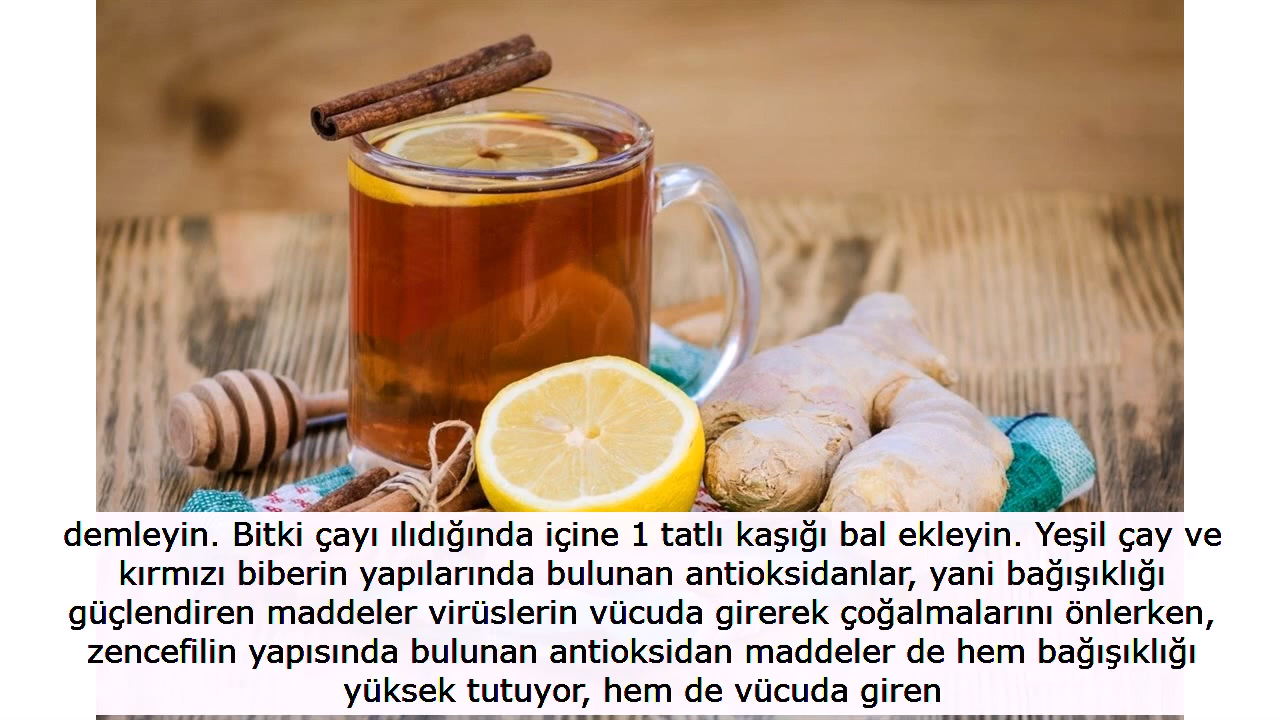 demleyin. Bitki çayı ılıdığında içine 1 tatlı kaşığı bal ekleyin. Yeşil çay ve
kırmızı biberin yapılarında bulunan antioksidanlar, yani bağışıklığı
güçlendiren maddeler virüslerin vücuda girerek çoğalmalarını önlerken,
zencefilin yapısında bulunan antioksidan maddeler de hem bağışıklığı
yüksek tutuyor, hem de vücuda giren